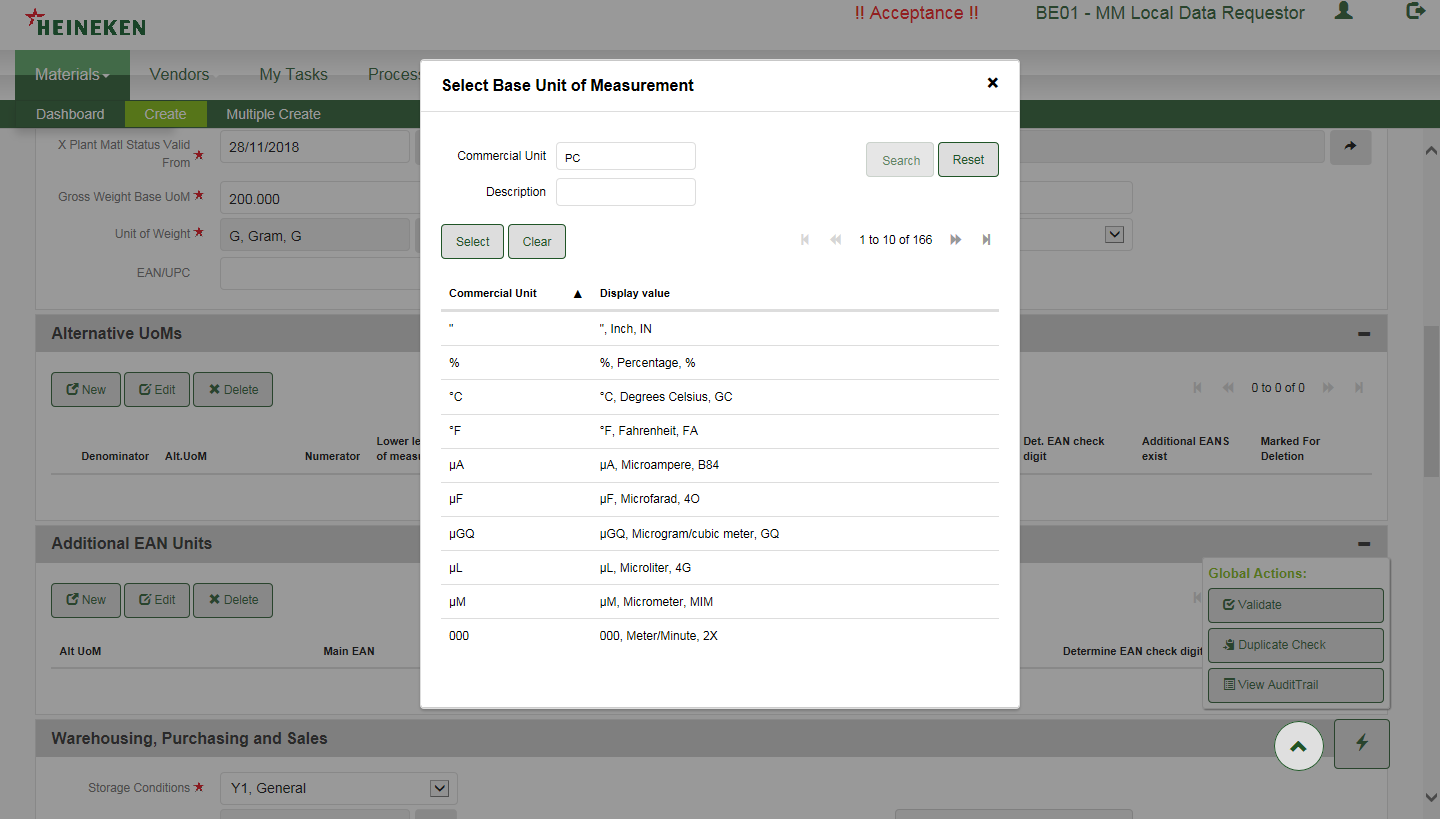 HEINEKEN
!! Acceptance !!
BE01 - MM Local Data Requestor
Materials
Vendors
My Tasks
Process
Dashboard
Create
Multiple Create
X Plant Matl Status Valid
From
28/11/2018
Gross Weight Base UoM
200.000
Unit of Weight
G, Gram, G
EAN/UPC
Select Base Unit of Measurement
Commercial Unit
PC
Description
Search
Reset
Select
Clear
1 to 10 of 166
Commercial Unit ▲ Display value
" ", Inch, IN
% %, Percentage, %
°C °C, Degrees Celsius, GC
°F °F, Fahrenheit, FA
µA µA, Microampere, B84
µF µF, Microfarad, 4O
µGQ µGQ, Microgram/cubic meter, GQ
µL µL, Microliter, 4G
µM µM, Micrometer, MIM
000 000, Meter/Minute, 2X
Alternative UoMs
New
Edit
Delete
0 to 0 of 0
Denominator
Alt.UoM
Numerator
Lower le
of measu
Det. EAN check
digit
Additional EANS
exist
Marked For
Deletion
Additional EAN Units
New
Edit
Delete
Alt UoM
Main EAN
Determine EAN check digit
Global Actions:
Validate
Duplicate Check
View AuditTrail
Warehousing, Purchasing and Sales
Storage Conditions
Y1, General